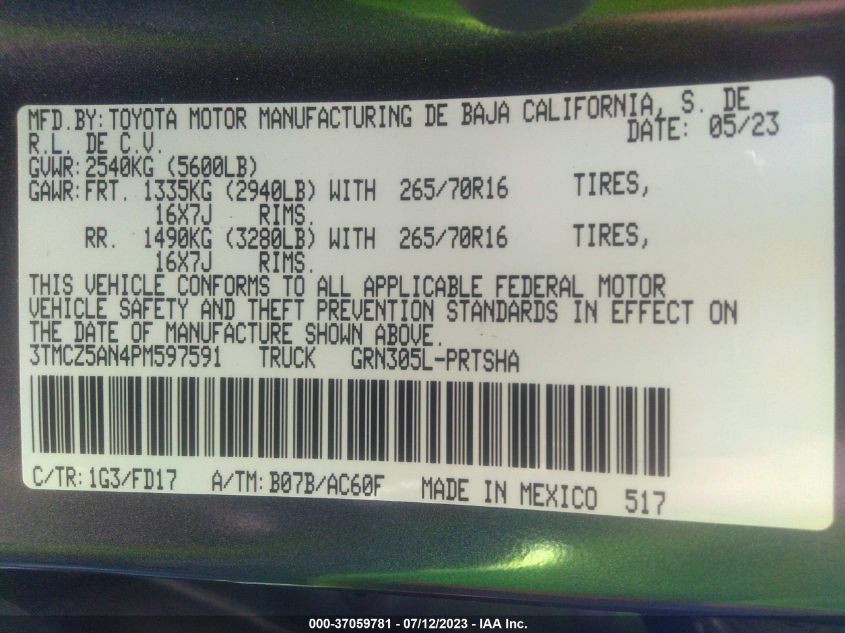 MFD.BY: TOYOTA MOTOR MANUFACTURING DE BAJA CALIFORNIA, S. DE
R.L. DE C.V. DATE: 05/23
GVWR: 2540KG (5600LB)
GAWR: FRT. 1335KG (2940LB) WITH 265/70R16 TIRES,
16X7J RIMS.
RR. 1490KG (3280LB) WITH 265/70R16 TIRES,
16X7J RIMS.
THIS VEHICLE CONFORMS TO ALL APPLICABLE FEDERAL MOTOR
VEHICLE SAFETY AND THEFT PREVENTION STANDARDS IN EFFECT ON
THE DATE OF MANUFACTURE SHOWN ABOVE.
3TMCZ5AN4PM597591 TRUCK GRN305L-PRTSHA
C/TR: 1G3/FD17 A/TM: B07B/AC60F MADE IN MEXICO 517
000-37059781 - 07/12/2023 - IAA Inc.